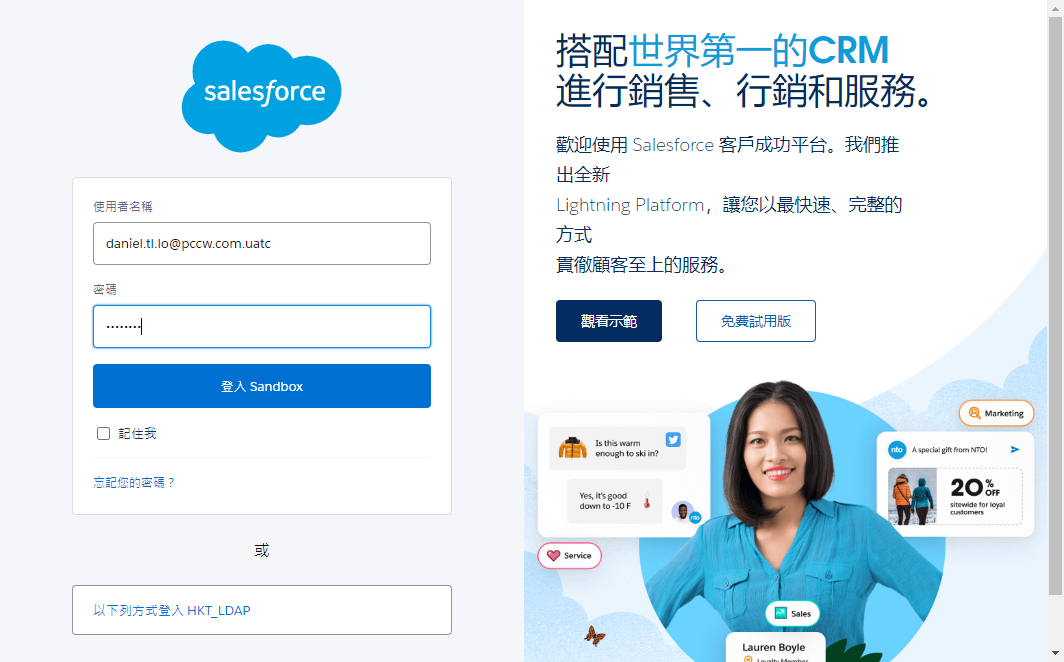 salesforce
使用者名稱
daniel.tl.lo@pccw.com.uatc
密碼
••••••••
登入 Sandbox
記住我
忘記您的密碼？
或
以下列方式登入 HKT_LDAP
搭配世界第一的CRM
進行銷售、行銷和服務。
歡迎使用 Salesforce 客戶成功平台。我們推
出全新
Lightning Platform，讓您以最快速、完整的
方式
貫徹顧客至上的服務。
觀看示範
免費試用版
Marketing
Is this warm
enough to ski in?
Yes, it's good
down to -10 F
nto
Service
nto
A special gift from NTO!
20% OFF
sitewide for loyal
customers
Sales
Lauren Boyle
Loyalty Member